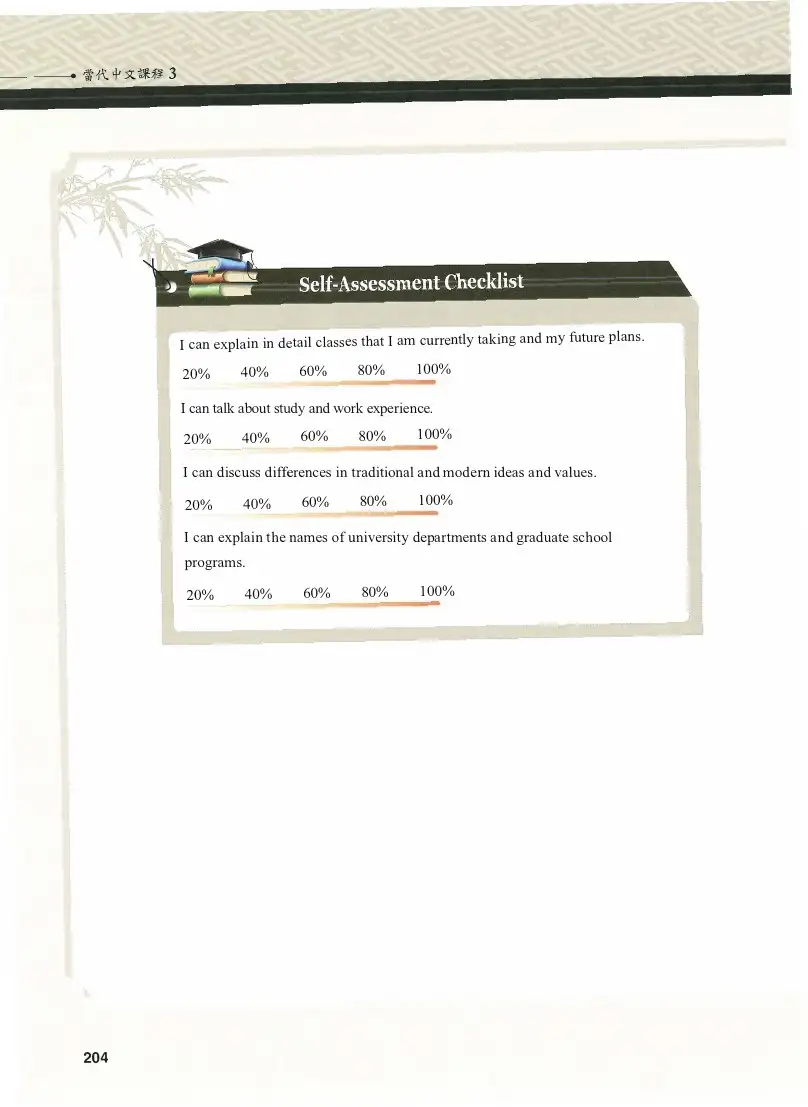 當代中文課程 3
Self-Assessment Checklist
I can explain in detail classes that I am currently taking and my future plans.
20% 40% 60% 80% 100%
I can talk about study and work experience.
20% 40% 60% 80% 100%
I can discuss differences in traditional and modern ideas and values.
20% 40% 60% 80% 100%
I can explain the names of university departments and graduate school
programs.
20% 40% 60% 80% 100%
204